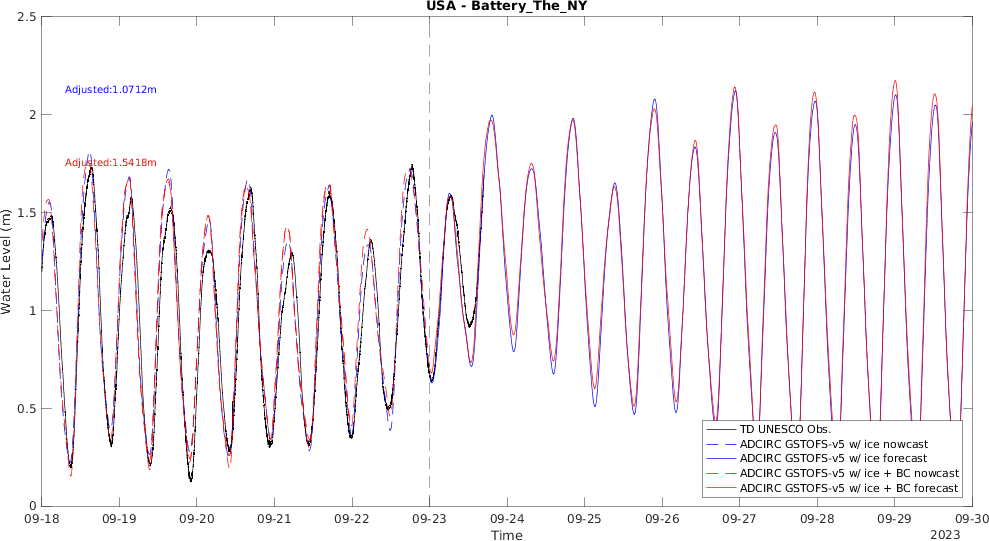 USA - Battery_The_NY
2.5
2
1.5
1
0.5
0
Water Level (m)
Adjusted:1.0712m
Adjusted:1.5418m
TD UNESCO Obs.
ADCIRC GSTOFS-v5 w/ ice nowcast
ADCIRC GSTOFS-v5 w/ ice forecast
ADCIRC GSTOFS-v5 w/ ice + BC nowcast
ADCIRC GSTOFS-v5 w/ ice + BC forecast
09-18 09-19 09-20 09-21 09-22 09-23 09-24 09-25 09-26 09-27 09-28 09-29 09-30
Time
2023